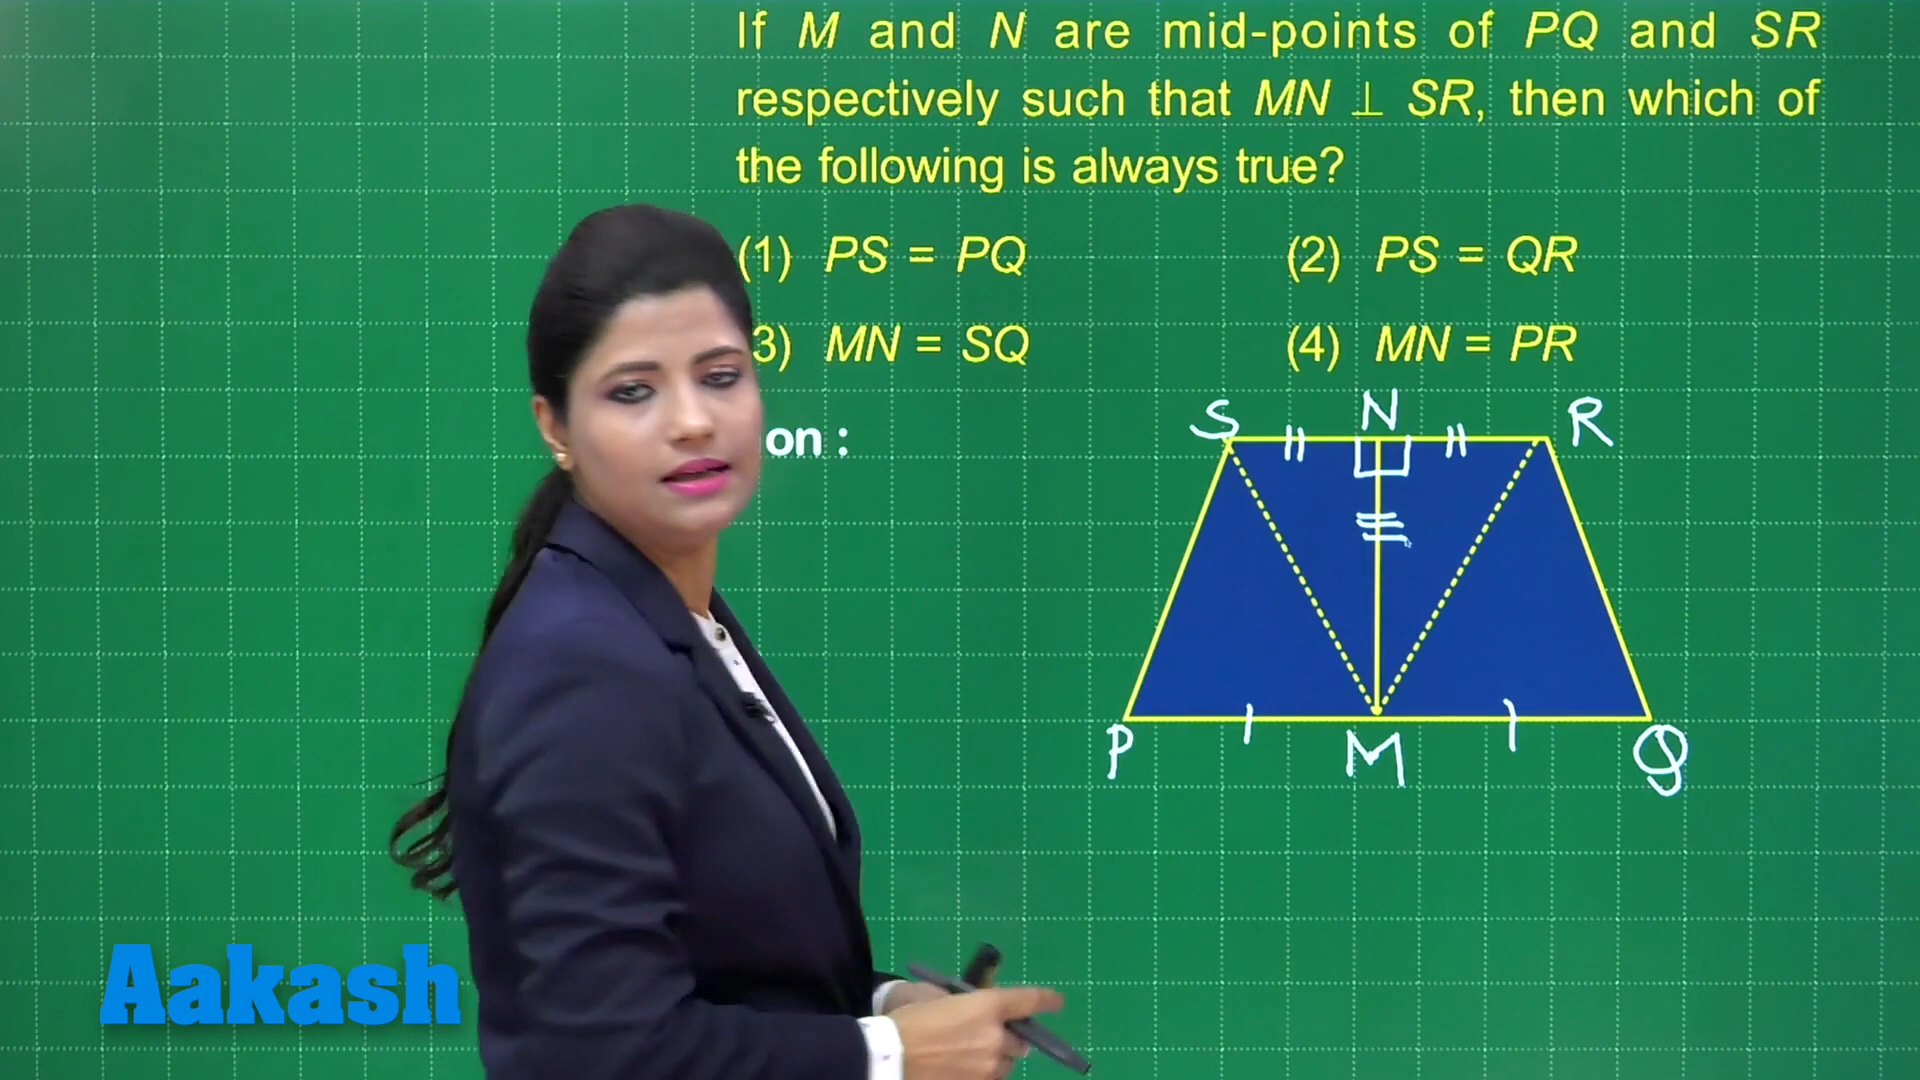 If M and N are mid-points of PQ and SR
respectively such that MN ⊥ SR, then which of
the following is always true?
(1) PS = PQ (2) PS = QR
3) MN = SQ (4) MN = PR
on :
S N R
P M Q
Aakash